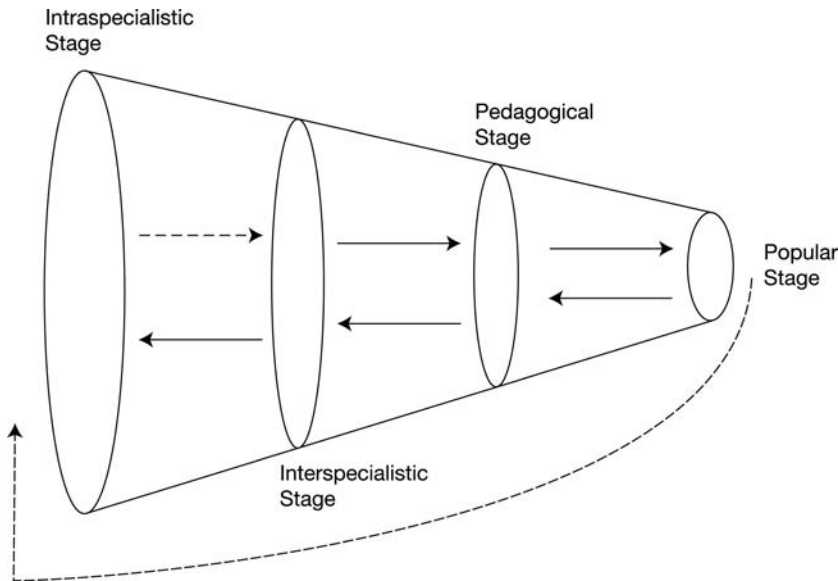 Intraspecialistic
Stage
Pedagogical
Stage
Popular
Stage
Interspecialistic
Stage